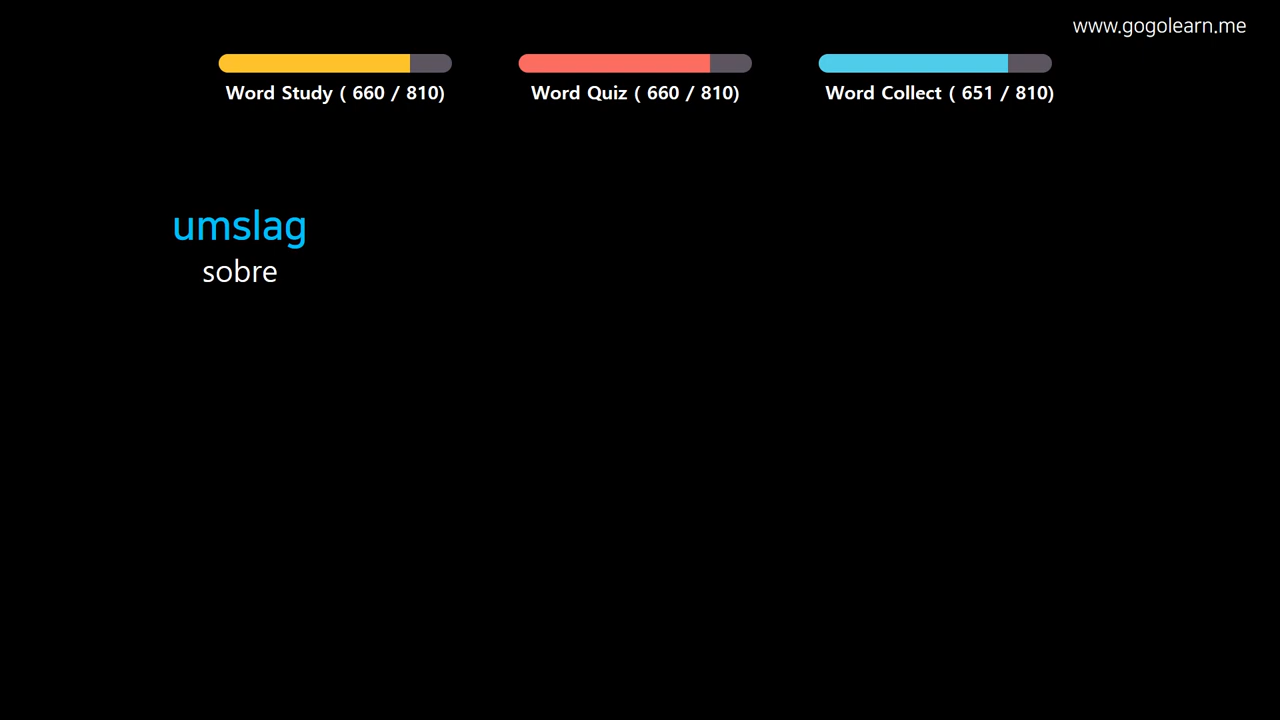 www.gogolearn.me
Word Study ( 660 / 810)
Word Quiz ( 660 / 810)
Word Collect ( 651 / 810)
umslag
sobre